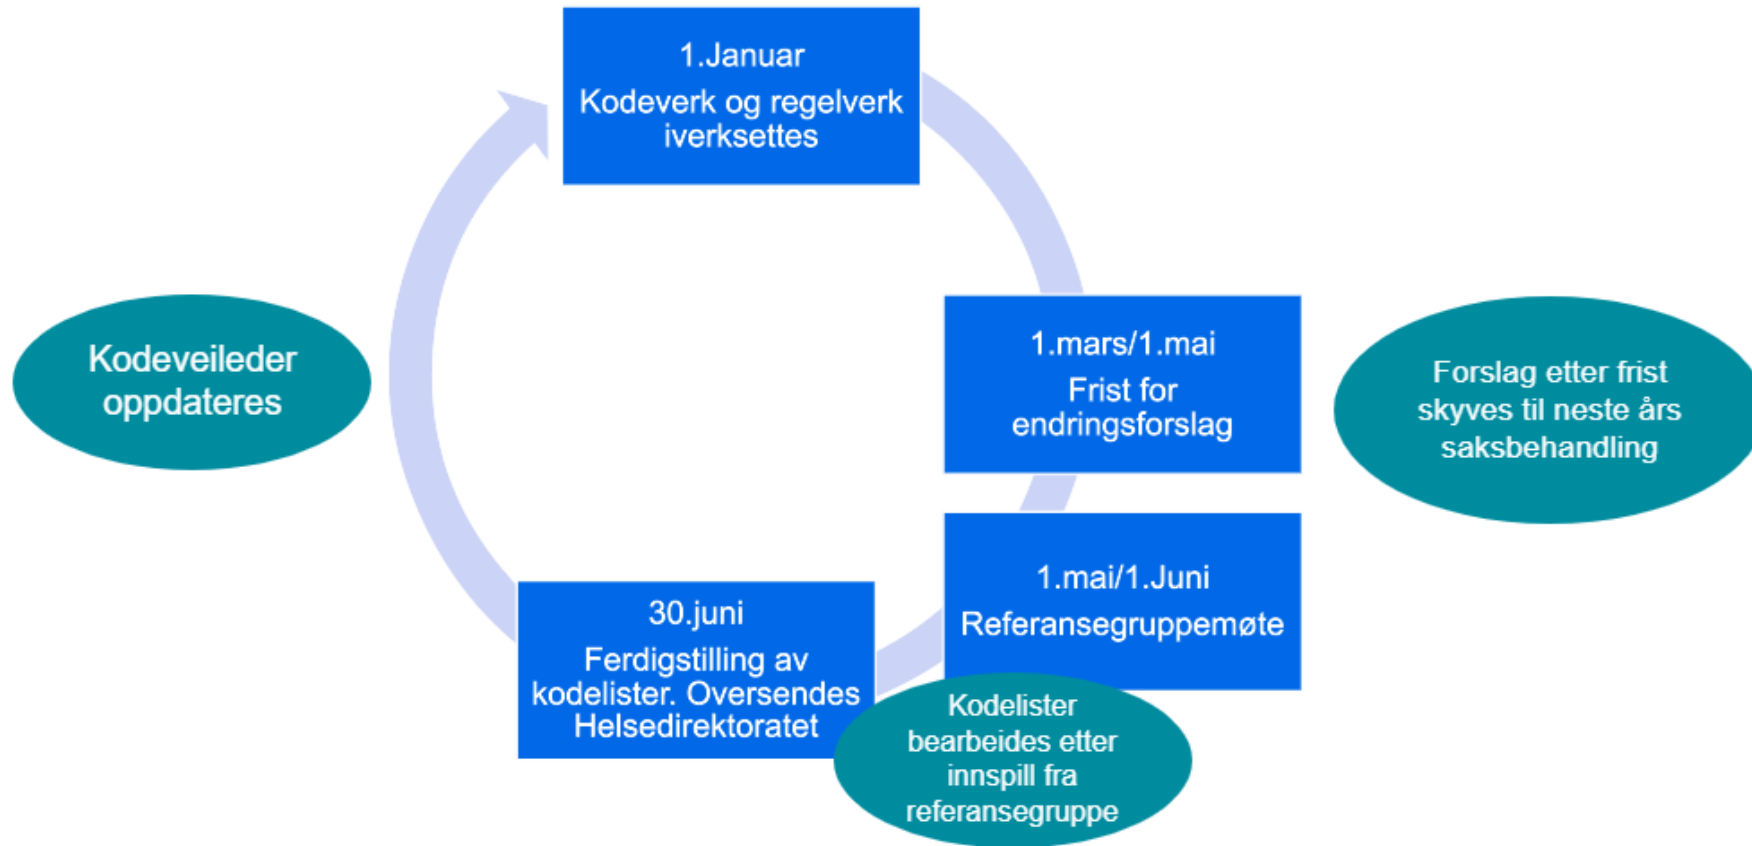 1.Januar
Kodeverk og regelverk
iverksettes
1.mars/1.mai
Frist for
endringsforslag
Forslag etter frist
skyves til neste års
saksbehandling
1.mai/1.Juni
Referansegruppemøte
Kodelister
bearbeides etter
innspill fra
referansegruppe
30.juni
Ferdigstilling av
kodelister. Oversendes
Helsedirektoratet
Kodeveileder
oppdateres